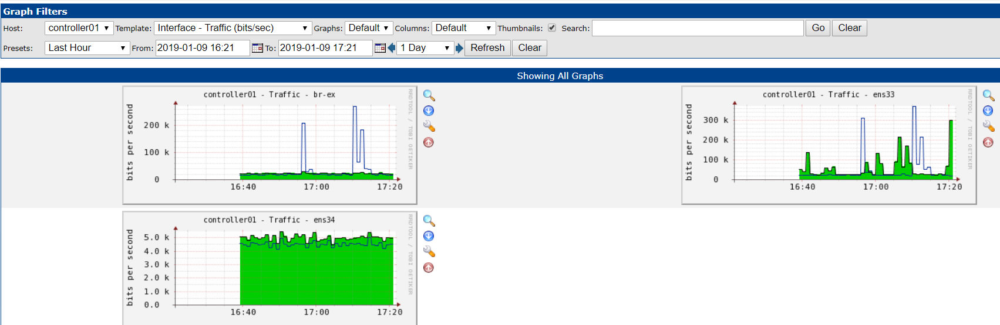 Graph Filters
Host: controller01 Template: Interface - Traffic (bits/sec) Graphs: Default Columns: Default Thumbnails: Search: Go Clear
Presets: Last Hour From: 2019-01-09 16:21 To: 2019-01-09 17:21 1 Day Refresh Clear
Showing All Graphs
controller01 - Traffic - br-ex
bits per second
200 k
100 k
0
16:40 17:00 17:20
RRDTOOL / TOBI OETIKER
controller01 - Traffic - ens33
bits per second
300 k
200 k
100 k
0
16:40 17:00 17:20
RRDTOOL / TOBI OETIKER
controller01 - Traffic - ens34
bits per second
5.0 k
4.0 k
3.0 k
2.0 k
1.0 k
0.0
16:40 17:00 17:20
RRDTOOL / TOBI OETIKER